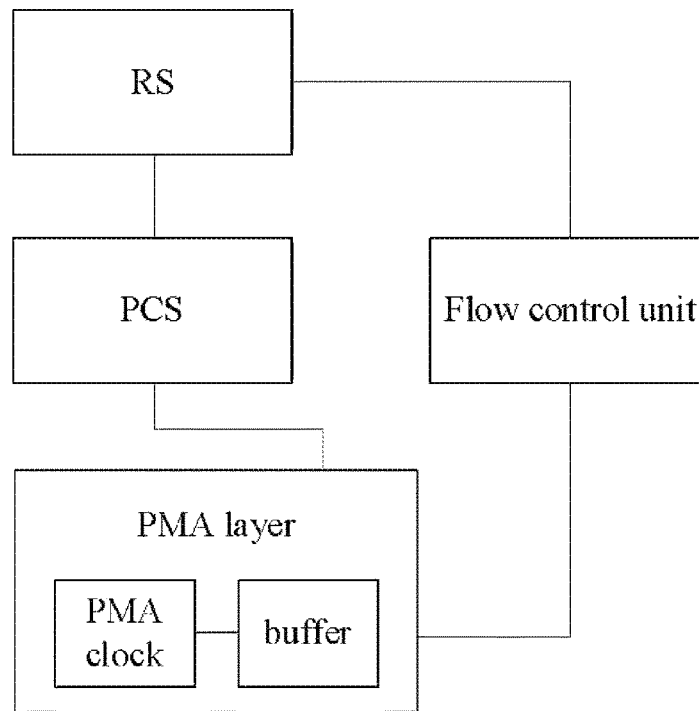 RS
PCS
Flow control unit
PMA layer
PMA
clock
buffer